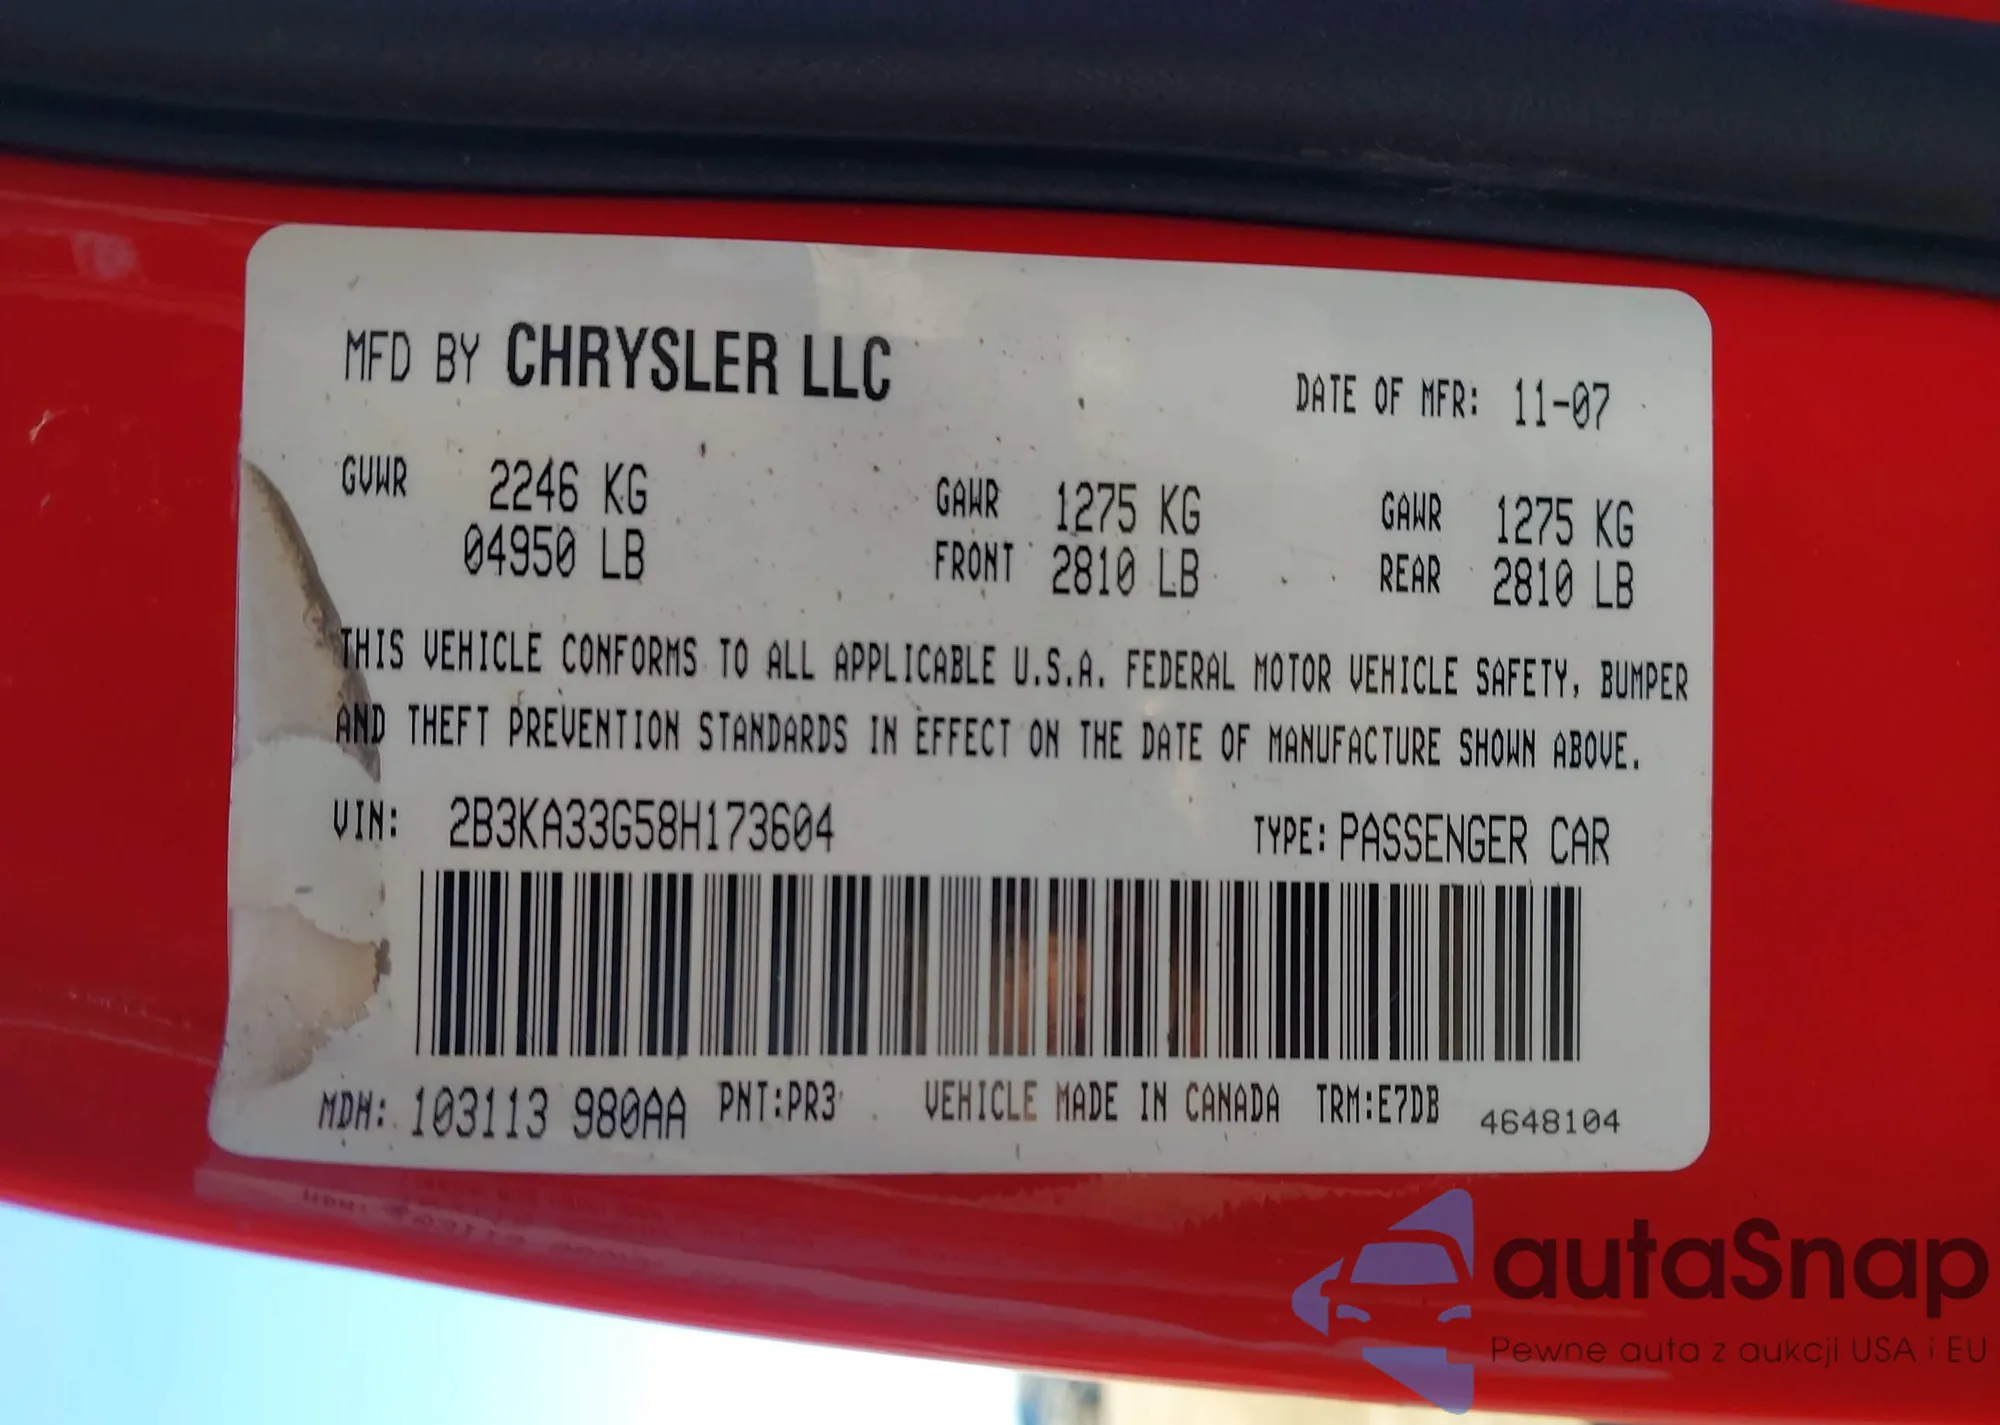 MFD BY CHRYSLER LLC
DATE OF MFR: 11-07
GVWR 2246 KG
04950 LB
GAWR 1275 KG
FRONT 2810 LB
GAWR 1275 KG
REAR 2810 LB
THIS VEHICLE CONFORMS TO ALL APPLICABLE U.S.A. FEDERAL MOTOR VEHICLE SAFETY, BUMPER
AND THEFT PREVENTION STANDARDS IN EFFECT ON THE DATE OF MANUFACTURE SHOWN ABOVE.
VIN: 2B3KA33G58H173604
TYPE: PASSENGER CAR
MDH: 103113 980AA PNT:PR3 VEHICLE MADE IN CANADA TRM:E7DB 4648104
autaSnap
Pewne auta z aukcji USA i EU